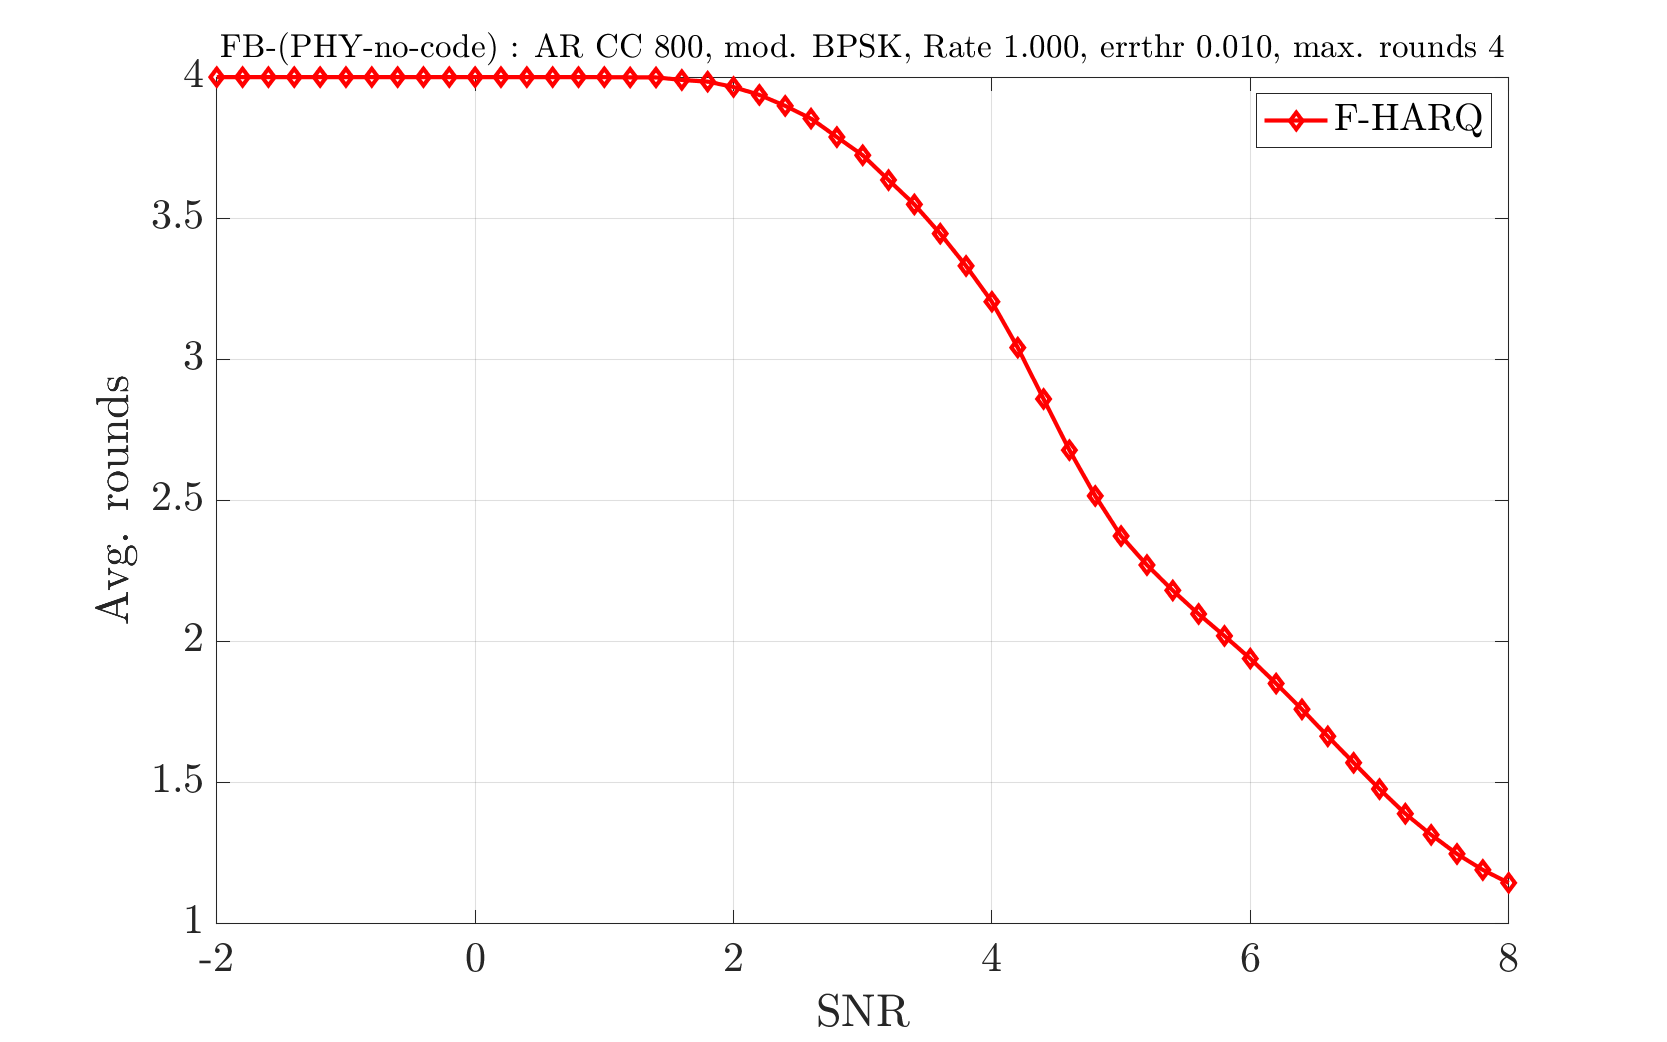 FB-(PHY-no-code) : AR CC 800, mod. BPSK, Rate 1.000, errthr 0.010, max. rounds 4
F-HARQ
4
3.5
3
2.5
2
1.5
1
Avg. rounds
-2 0 2 4 6 8
SNR